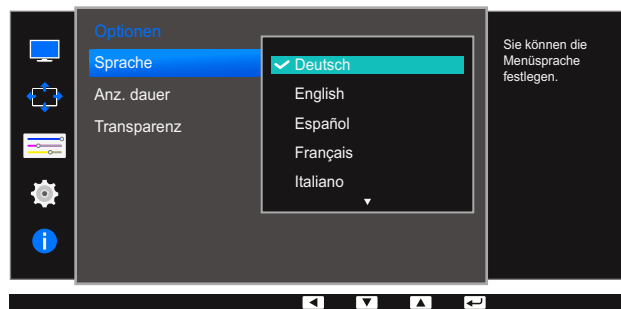 Optionen
Sprache
Anz. dauer
Transparenz
Deutsch
English
Español
Français
Italiano
Sie können die
Menüsprache
festlegen.